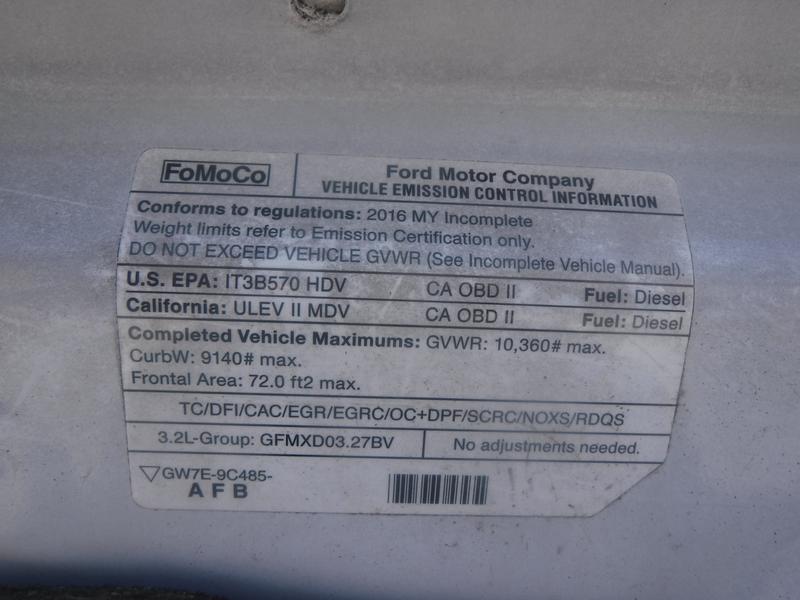 FoMoCo
Ford Motor Company
VEHICLE EMISSION CONTROL INFORMATION
Conforms to regulations: 2016 MY Incomplete
Weight limits refer to Emission Certification only.
DO NOT EXCEED VEHICLE GVWR (See Incomplete Vehicle Manual).
U.S. EPA: IT3B570 HDV CA OBD II Fuel: Diesel
California: ULEV II MDV CA OBD II Fuel: Diesel
Completed Vehicle Maximums: GVWR: 10,360# max.
CurbW: 9140# max.
Frontal Area: 72.0 ft2 max.
TC/DFI/CAC/EGR/EGRC/OC+DPF/SCRC/NOXS/RDQS
3.2L-Group: GFMXD03.27BV No adjustments needed.
GW7E-9C485-
A F B